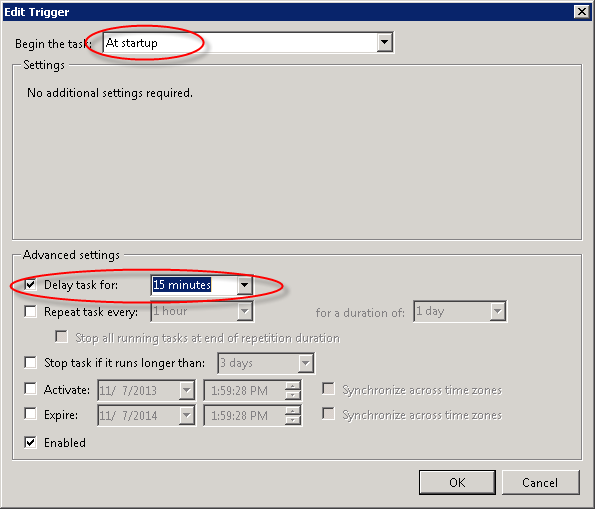 Edit Trigger
Begin the task: At startup
Settings
No additional settings required.
Advanced settings
Delay task for: 15 minutes
Repeat task every: 1 hour for a duration of: 1 day
Stop all running tasks at end of repetition duration
Stop task if it runs longer than: 3 days
Activate: 11/ 7/2013 1:59:28 PM Synchronize across time zones
Expire: 11/ 7/2014 1:59:28 PM Synchronize across time zones
Enabled
OK Cancel